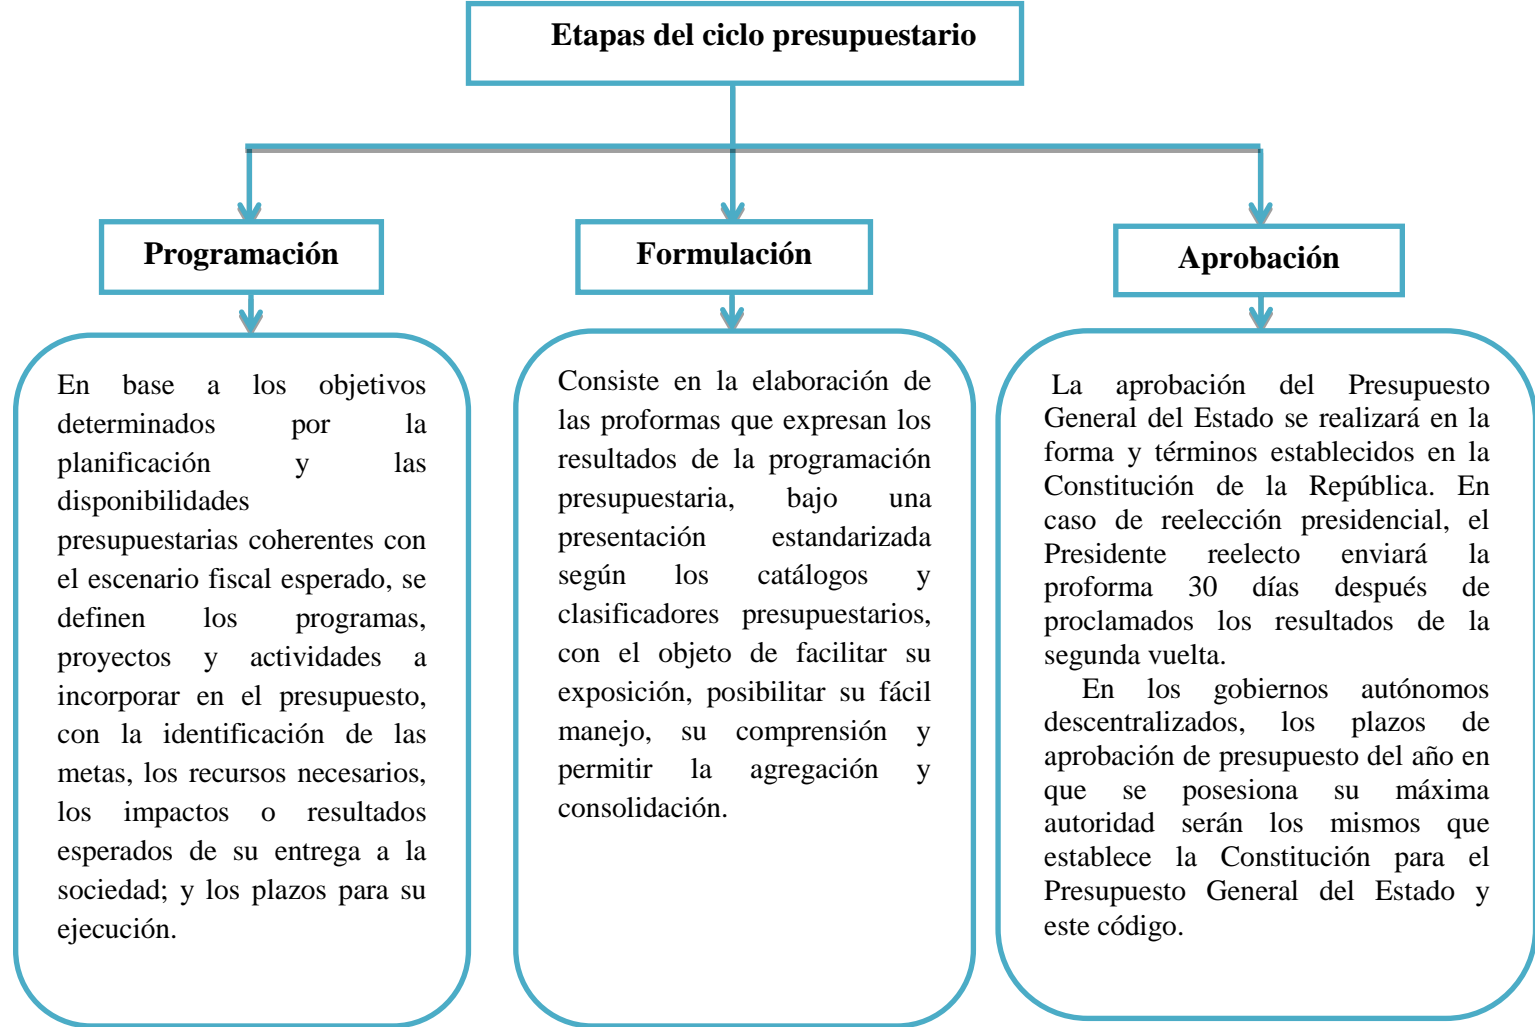 Etapas del ciclo presupuestario
Programación
En base a los objetivos
determinados por la
planificación y las
disponibilidades
presupuestarias coherentes con
el escenario fiscal esperado, se
definen los programas,
proyectos y actividades a
incorporar en el presupuesto,
con la identificación de las
metas, los recursos necesarios,
los impactos o resultados
esperados de su entrega a la
sociedad; y los plazos para su
ejecución.
Formulación
Consiste en la elaboración de
las proformas que expresan los
resultados de la programación
presupuestaria, bajo una
presentación estandarizada
según los catálogos y
clasificadores presupuestarios,
con el objeto de facilitar su
exposición, posibilitar su fácil
manejo, su comprensión y
permitir la agregación y
consolidación.
Aprobación
La aprobación del Presupuesto
General del Estado se realizará en la
forma y términos establecidos en la
Constitución de la República. En
caso de reelección presidencial, el
Presidente reelecto enviará la
proforma 30 días después de
proclamados los resultados de la
segunda vuelta.
En los gobiernos autónomos
descentralizados, los plazos de
aprobación de presupuesto del año en
que se posesiona su máxima
autoridad serán los mismos que
establece la Constitución para el
Presupuesto General del Estado y
este código.